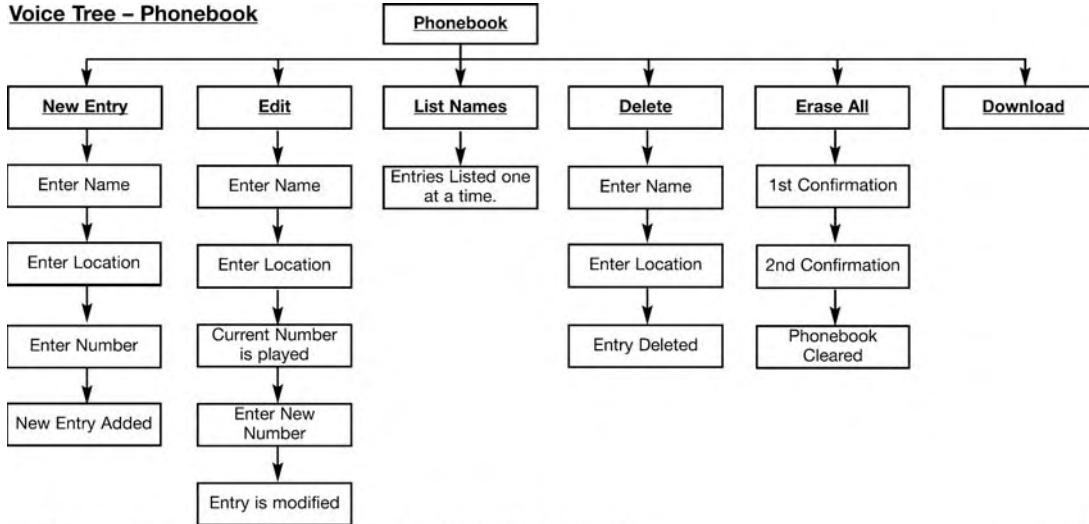 Voice Tree – Phonebook
Phonebook
New Entry
Edit
List Names
Delete
Erase All
Download
Enter Name
Enter Name
Entries Listed one
at a time.
Enter Name
1st Confirmation
Enter Location
Enter Location
Enter Location
2nd Confirmation
Enter Number
Current Number
is played
Entry Deleted
Phonebook
Cleared
New Entry Added
Enter New
Number
Entry is modified